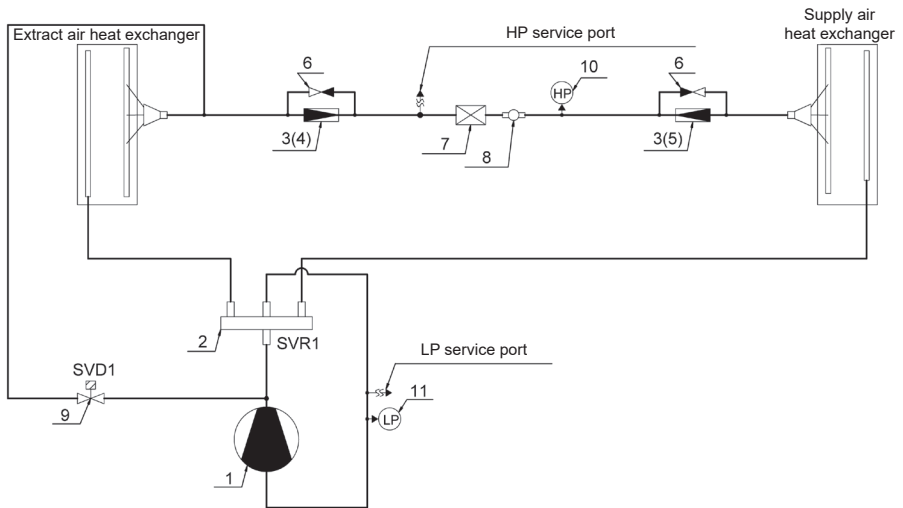 Supply air
heat exchanger
Extract air heat exchanger
HP service port
6
10
6
HP
3(4)
7
8
3(5)
2
SVR1
LP service port
SVD1
11
9
LP
1